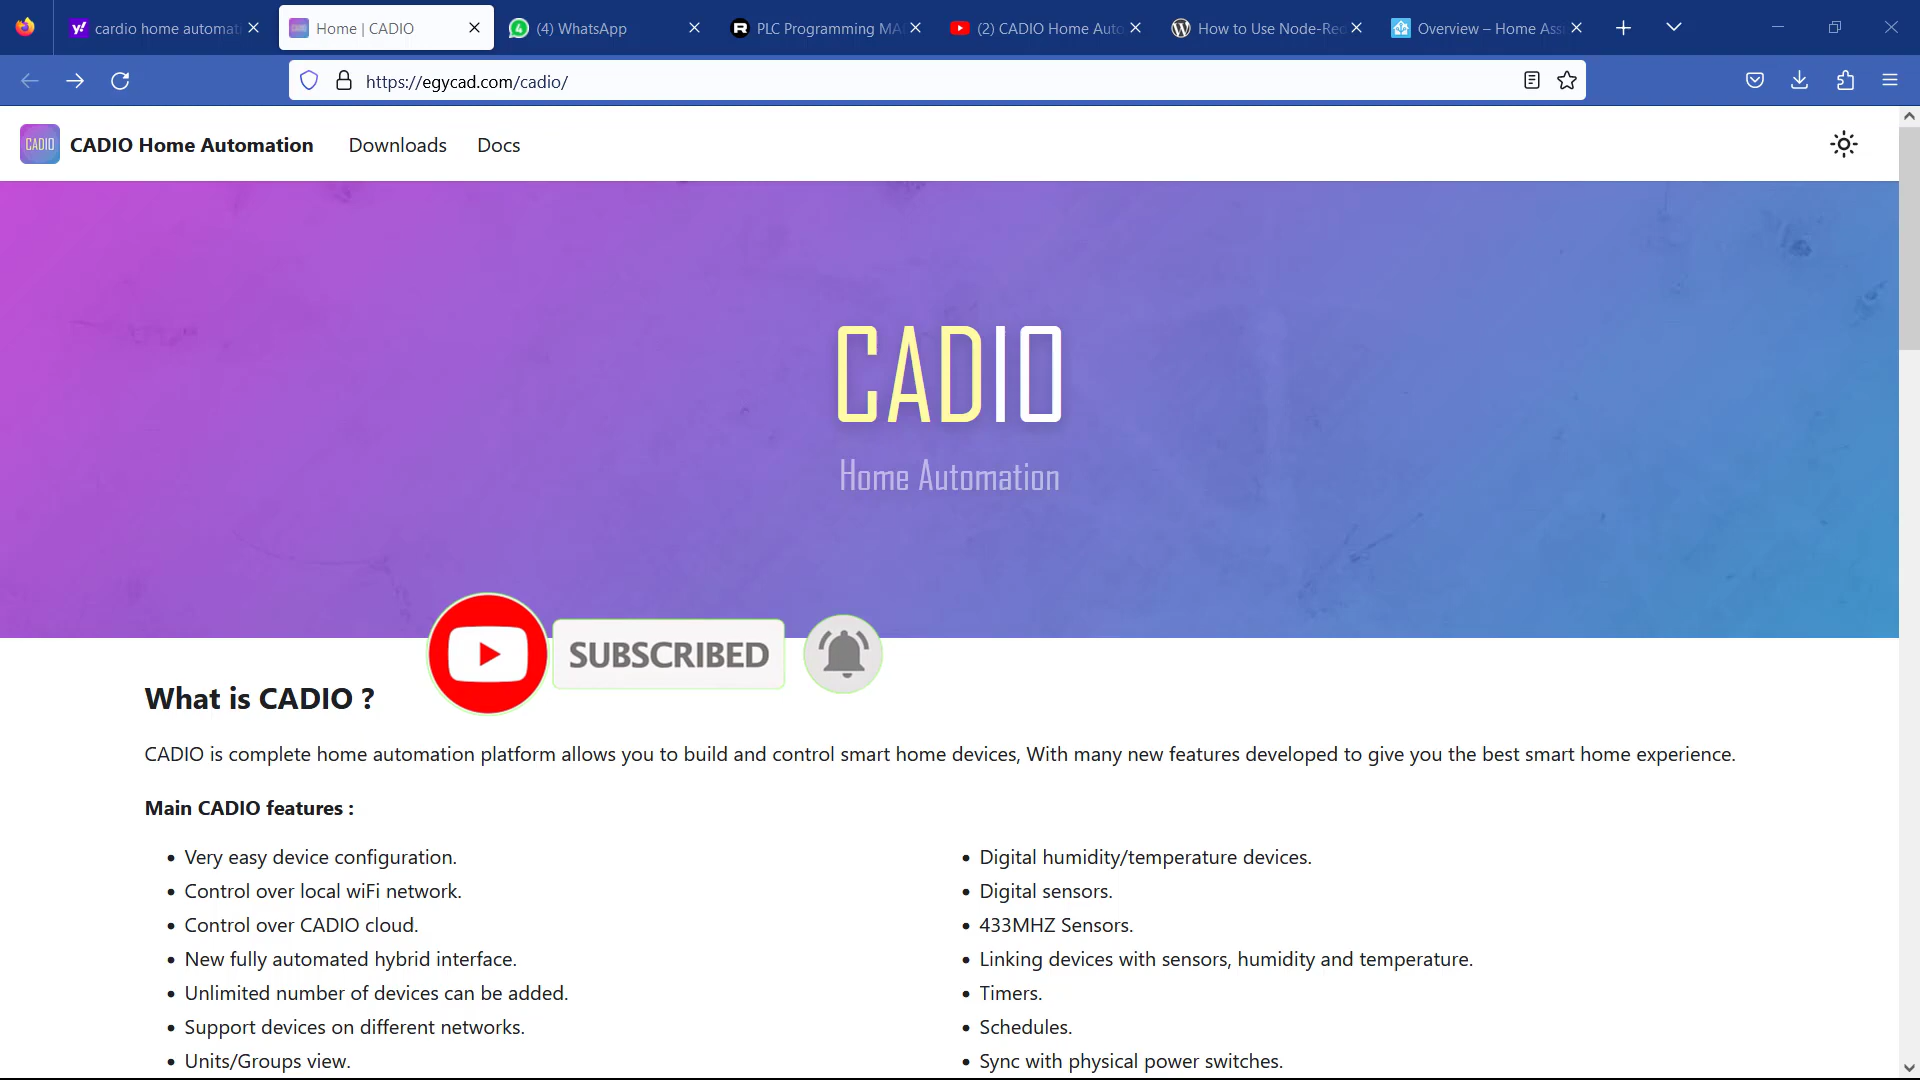 cardio home automat
Home | CADIO
(4) WhatsApp
PLC Programming MA
(2) CADIO Home Auto
How to Use Node-Red
Overview – Home Ass
https://egycad.com/cadio/
CADIO
CADIO Home Automation
Downloads
Docs
CADIO
Home Automation
SUBSCRIBED
What is CADIO ?
CADIO is complete home automation platform allows you to build and control smart home devices, With many new features developed to give you the best smart home experience.
Main CADIO features :
Very easy device configuration.
Control over local wiFi network.
Control over CADIO cloud.
New fully automated hybrid interface.
Unlimited number of devices can be added.
Support devices on different networks.
Units/Groups view.
Digital humidity/temperature devices.
Digital sensors.
433MHZ Sensors.
Linking devices with sensors, humidity and temperature.
Timers.
Schedules.
Sync with physical power switches.